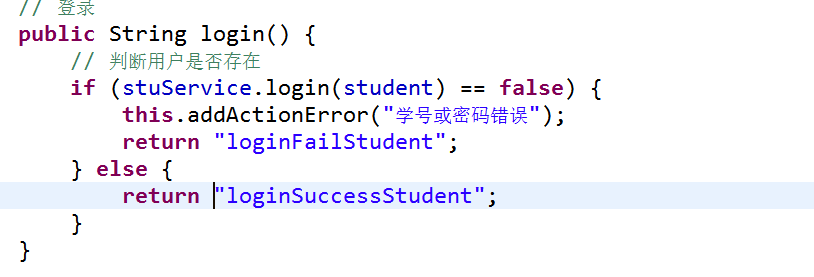 // 登录
public String login() {
// 判断用户是否存在
if (stuService.login(student) == false) {
this.addActionError("学号或密码错误");
return "loginFailStudent";
} else {
return "loginSuccessStudent";
}
}